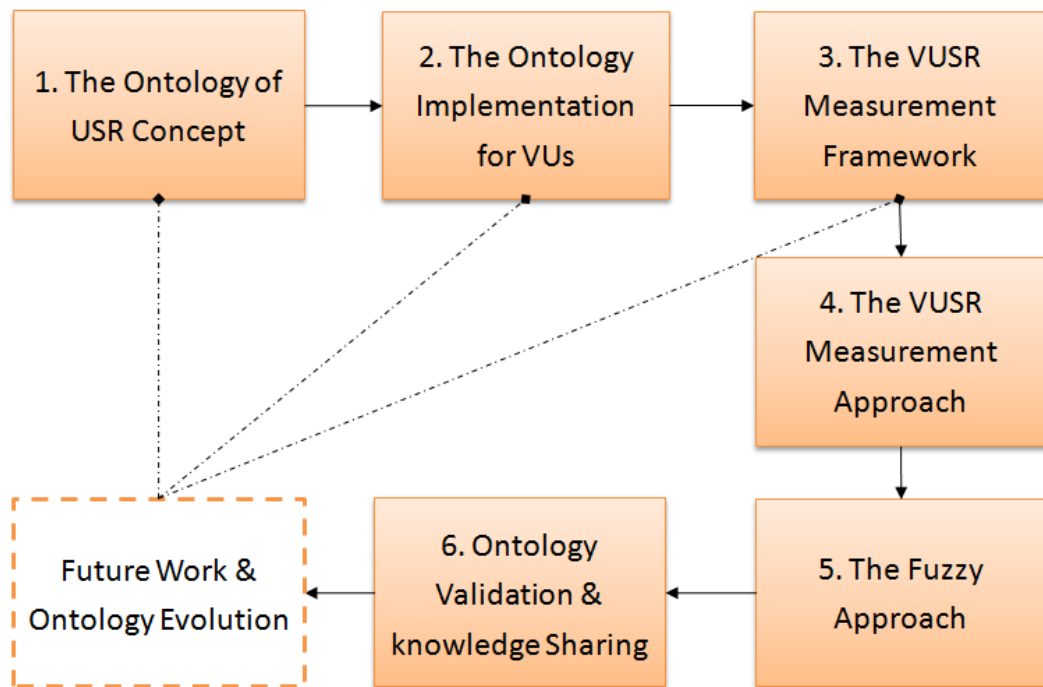 1. The Ontology of
USR Concept
2. The Ontology
Implementation
for VUs
3. The VUSR
Measurement
Framework
4. The VUSR
Measurement
Approach
5. The Fuzzy
Approach
6. Ontology
Validation &
knowledge Sharing
Future Work &
Ontology Evolution